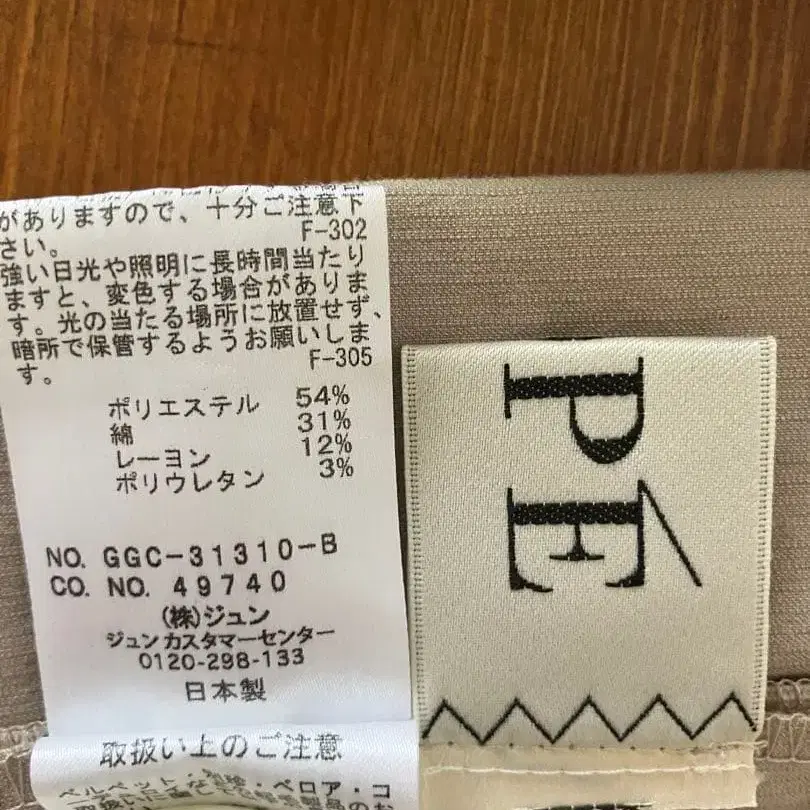 がありますので、十分ご注意下
さい。
F-302
強い日光や照明に長時間当たり
ますと、変色する場合がありま
す。光の当たる場所に放置せず、
暗所で保管するようお願いしま
す。
F-305
ポリエステル 54%
綿 31%
レーヨン 12%
ポリウレタン 3%
NO. GGC-31310-B
CO. NO. 49740
(株)ジュン
ジュンカスタマーセンター
0120-298-133
日本製
取扱い上のご注意
PÉ